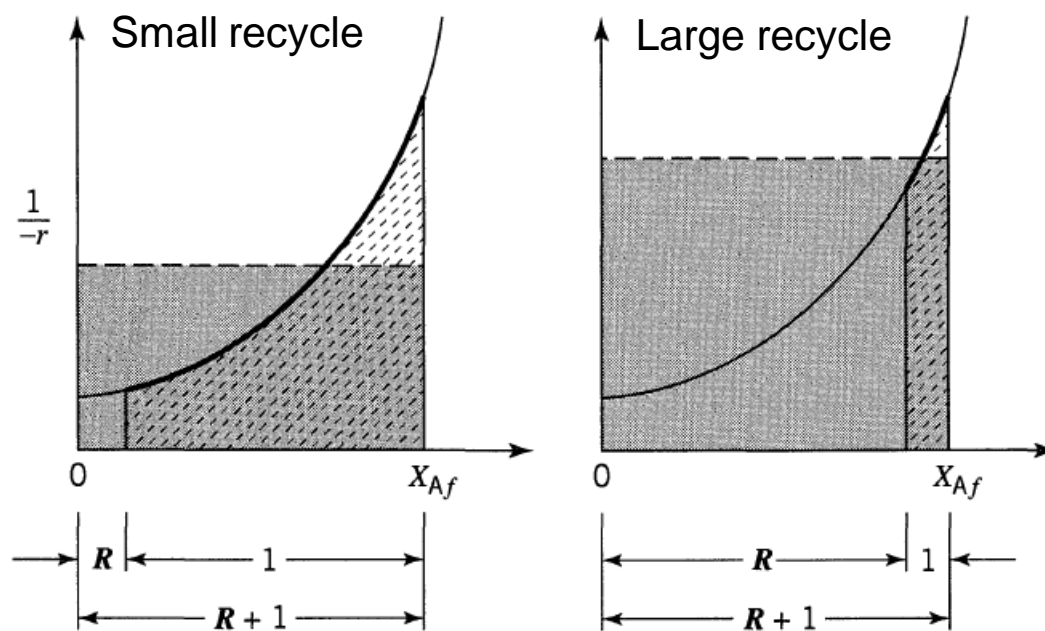 Small recycle
1
-r
0
X_Af
R
1
R + 1
Large recycle
0
X_Af
R
1
R + 1